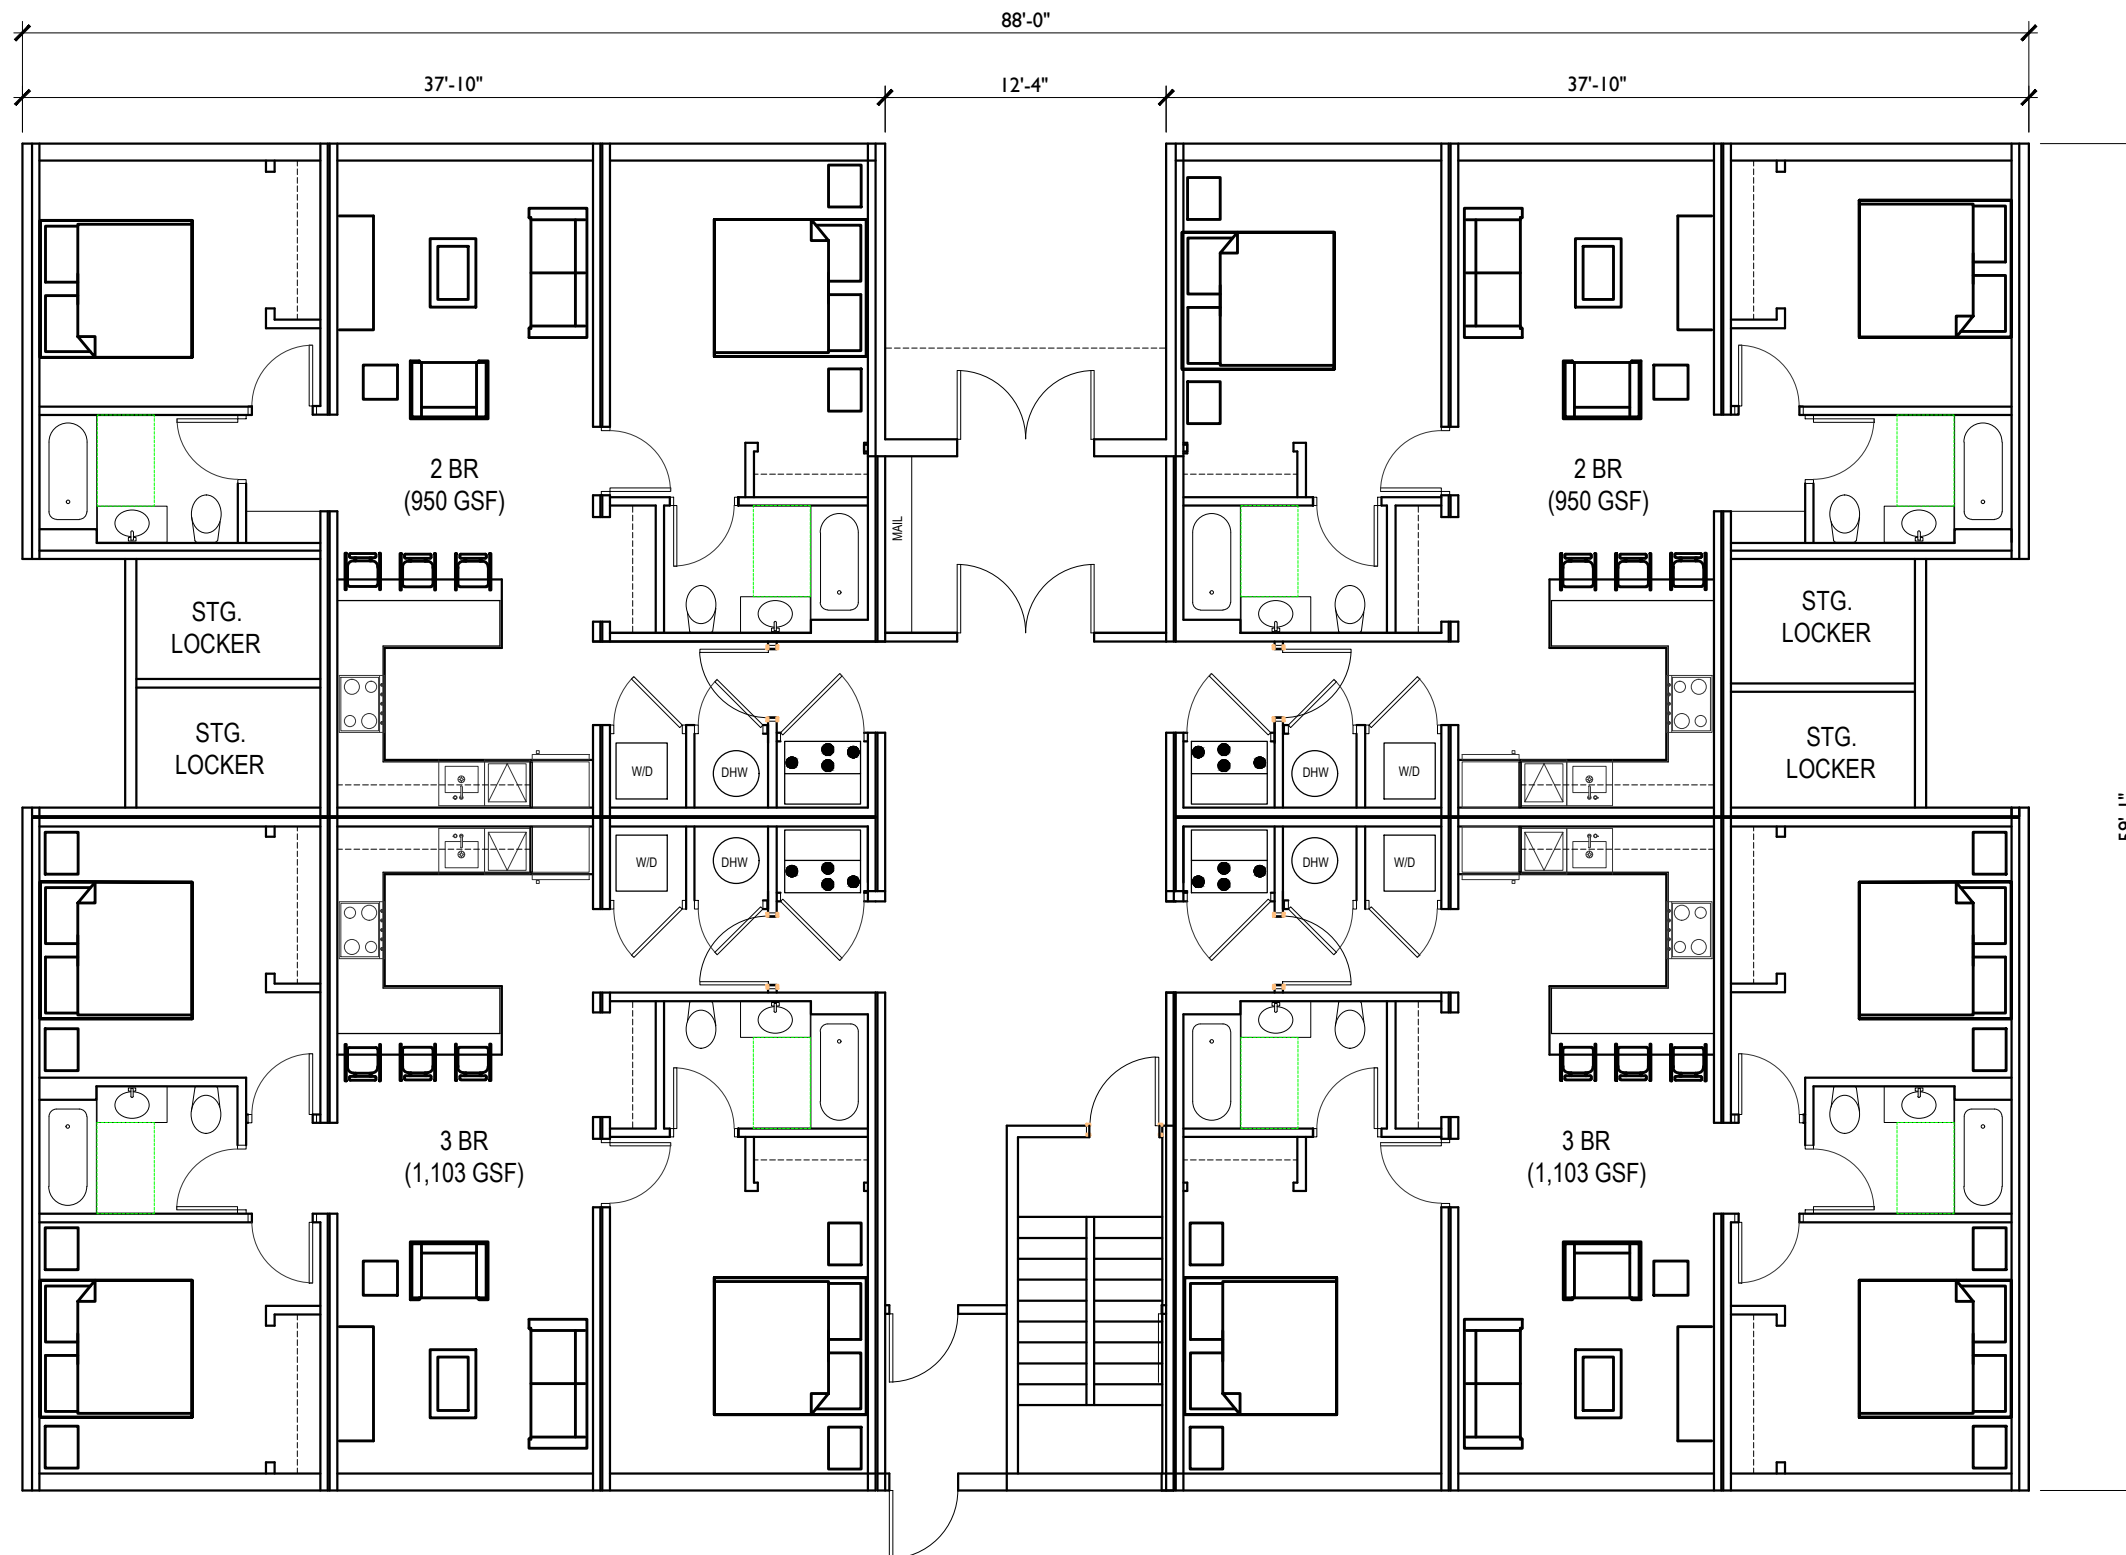 88'-0"
37'-10"
12'-4"
37'-10"
2 BR
(950 GSF)
2 BR
(950 GSF)
MAIL
STG.
LOCKER
STG.
LOCKER
STG.
LOCKER
STG.
LOCKER
W/D
DHW
DHW
W/D
W/D
DHW
DHW
W/D
3 BR
(1,103 GSF)
3 BR
(1,103 GSF)